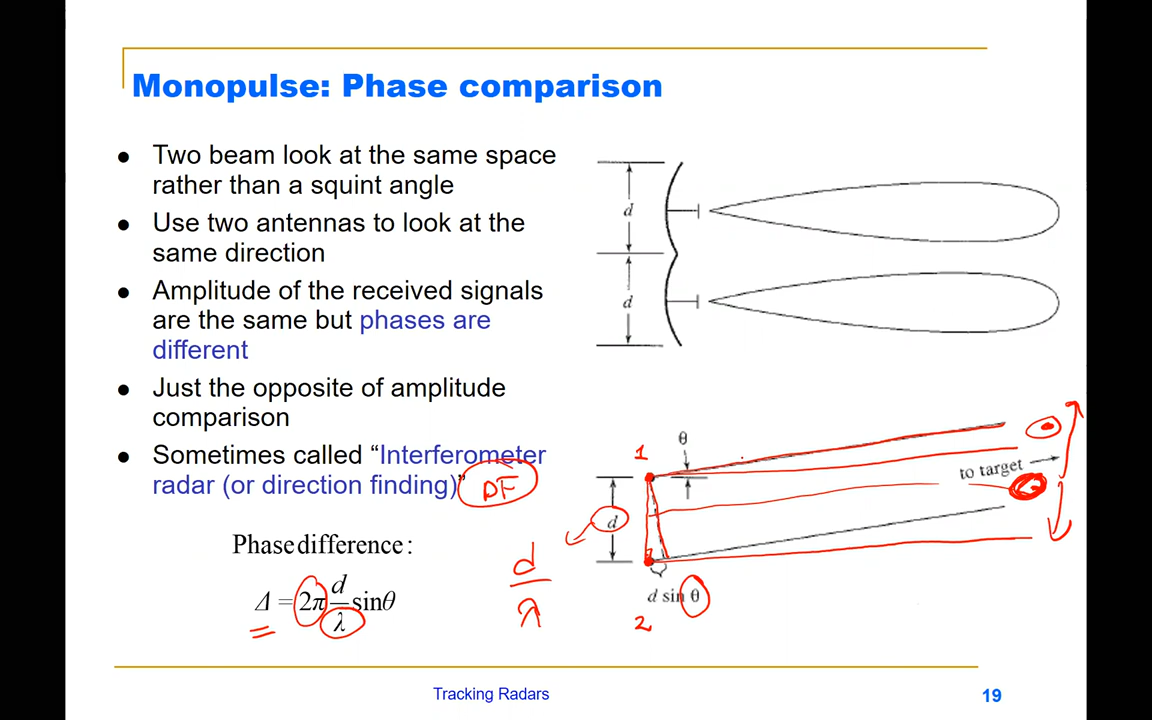 Monopulse: Phase comparison
● Two beam look at the same space
rather than a squint angle
● Use two antennas to look at the
same direction
● Amplitude of the received signals
are the same but phases are
different
● Just the opposite of amplitude
comparison
● Sometimes called “Interferometer
radar (or direction finding)”
DF
Phase difference:
Δ = 2π d/λ sinθ
d/λ
d
d
θ
1
to target
d
2
d sin θ
2
Tracking Radars
19